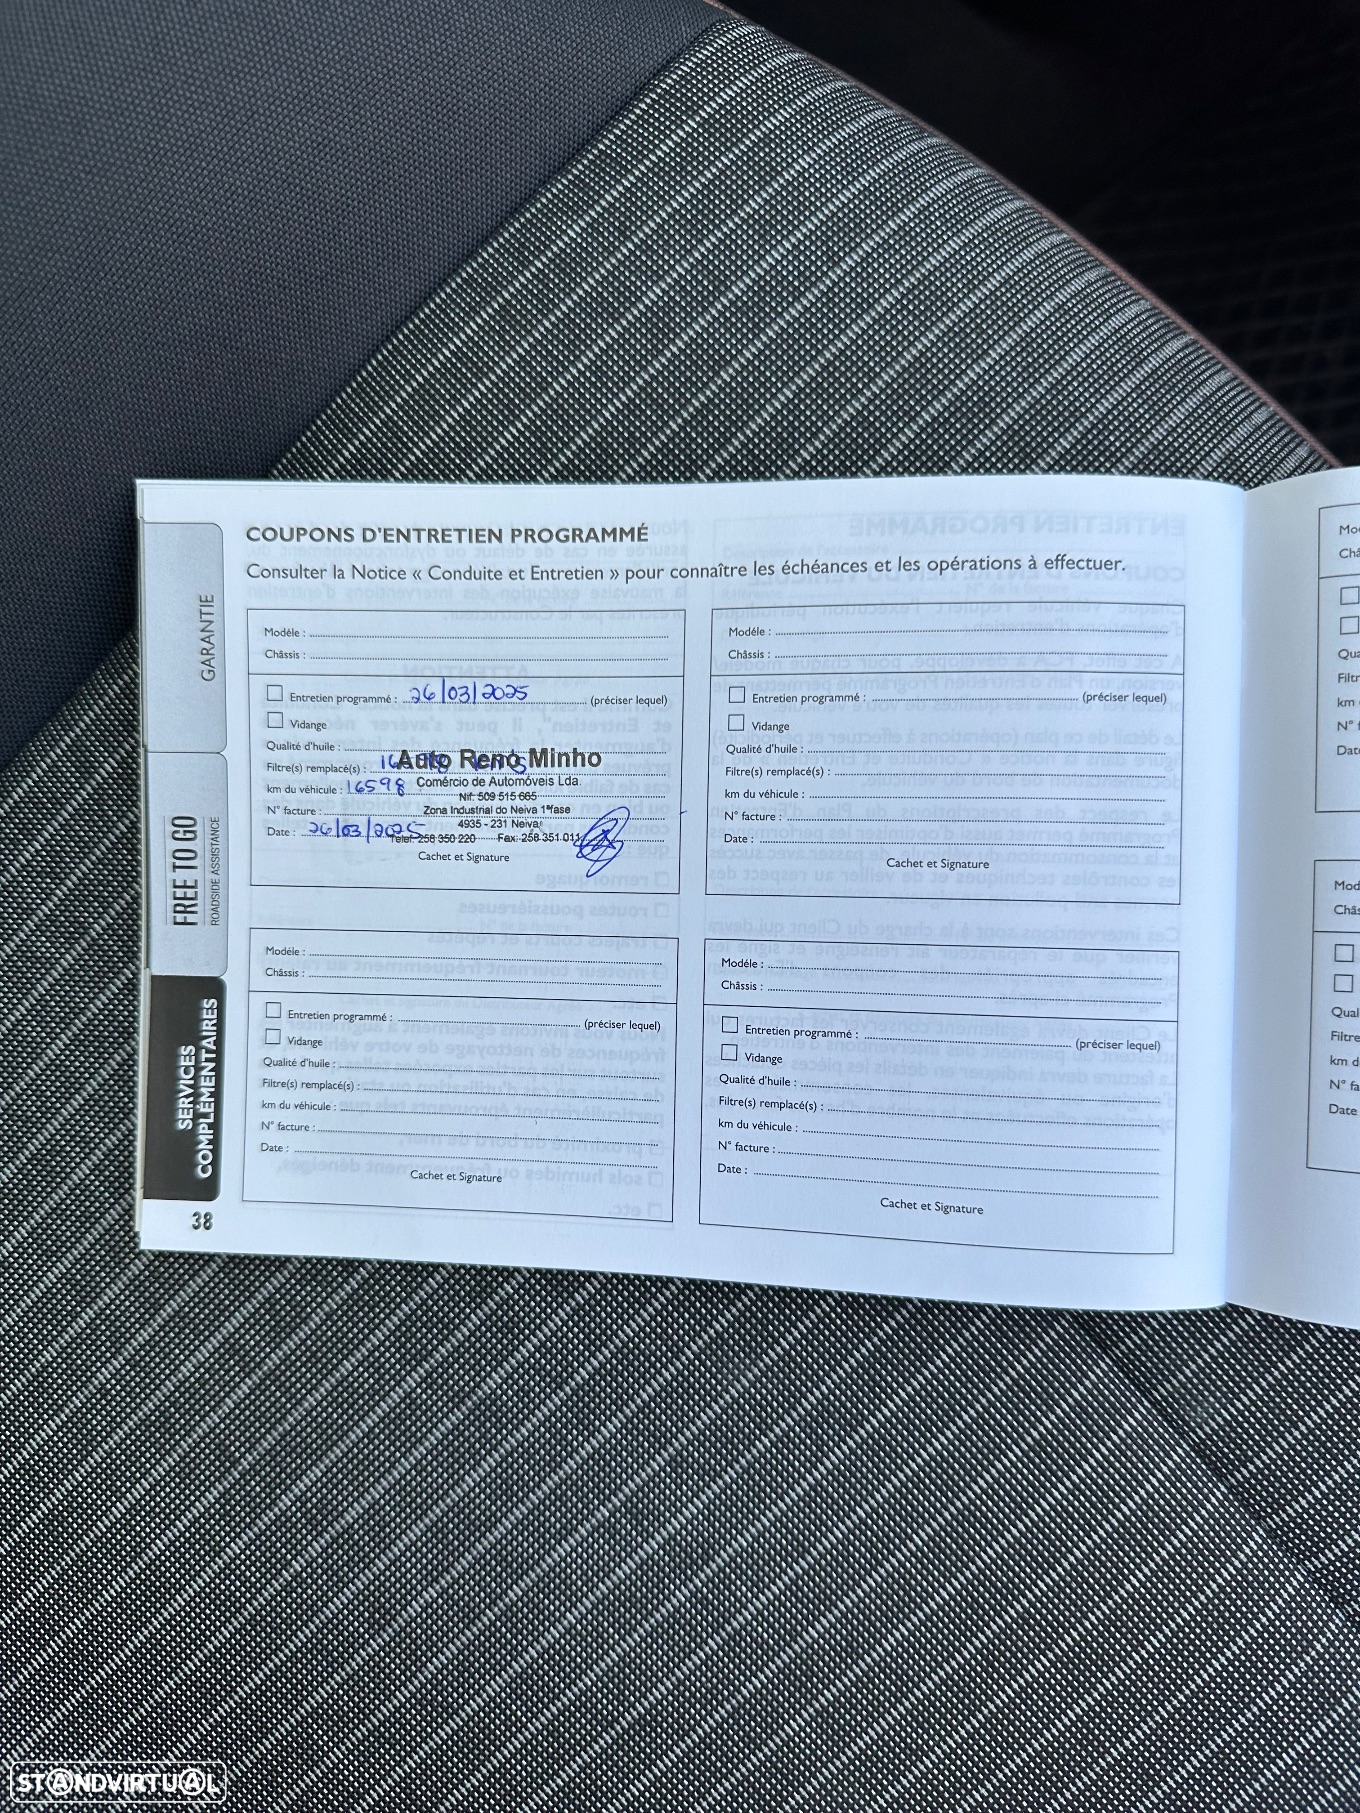 COUPONS D'ENTRETIEN PROGRAMMÉ
Consulter la Notice « Conduite et Entretien » pour connaître les échéances et les opérations à effectuer.
GARANTIE
FREE TO GO
ROADSIDE ASSISTANCE
SERVICES
COMPLÉMENTAIRES
38
Modéle :
Châssis :
Entretien programmé : 26/03/2025 (préciser lequel)
Vidange
Qualité d'huile :
Filtre(s) remplacé(s) :
km du véhicule : 16598
N° facture :
Date : 26/03/2025
Auto Reno Minho
Comércio de Automóveis Lda.
Nif: 509 515 665
Zona Industrial do Neiva 1ªfase
4935 - 231 Neiva
Telef: 258 350 220 Fax: 258 351 011
Cachet et Signature
Modéle :
Châssis :
Entretien programmé : (préciser lequel)
Vidange
Qualité d'huile :
Filtre(s) remplacé(s) :
km du véhicule :
N° facture :
Date :
Cachet et Signature
Modéle :
Châssis :
Entretien programmé : (préciser lequel)
Vidange
Qualité d'huile :
Filtre(s) remplacé(s) :
km du véhicule :
N° facture :
Date :
Cachet et Signature
Modéle :
Châssis :
Entretien programmé : (préciser lequel)
Vidange
Qualité d'huile :
Filtre(s) remplacé(s) :
km du véhicule :
N° facture :
Date :
Cachet et Signature
STANDVIRTUAL